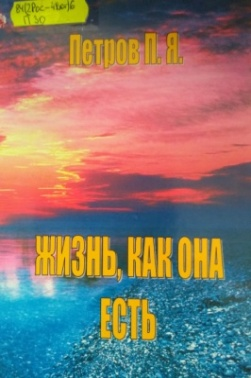 Петров П. Я.
ЖИЗНЬ, КАК ОНА
ЕСТЬ